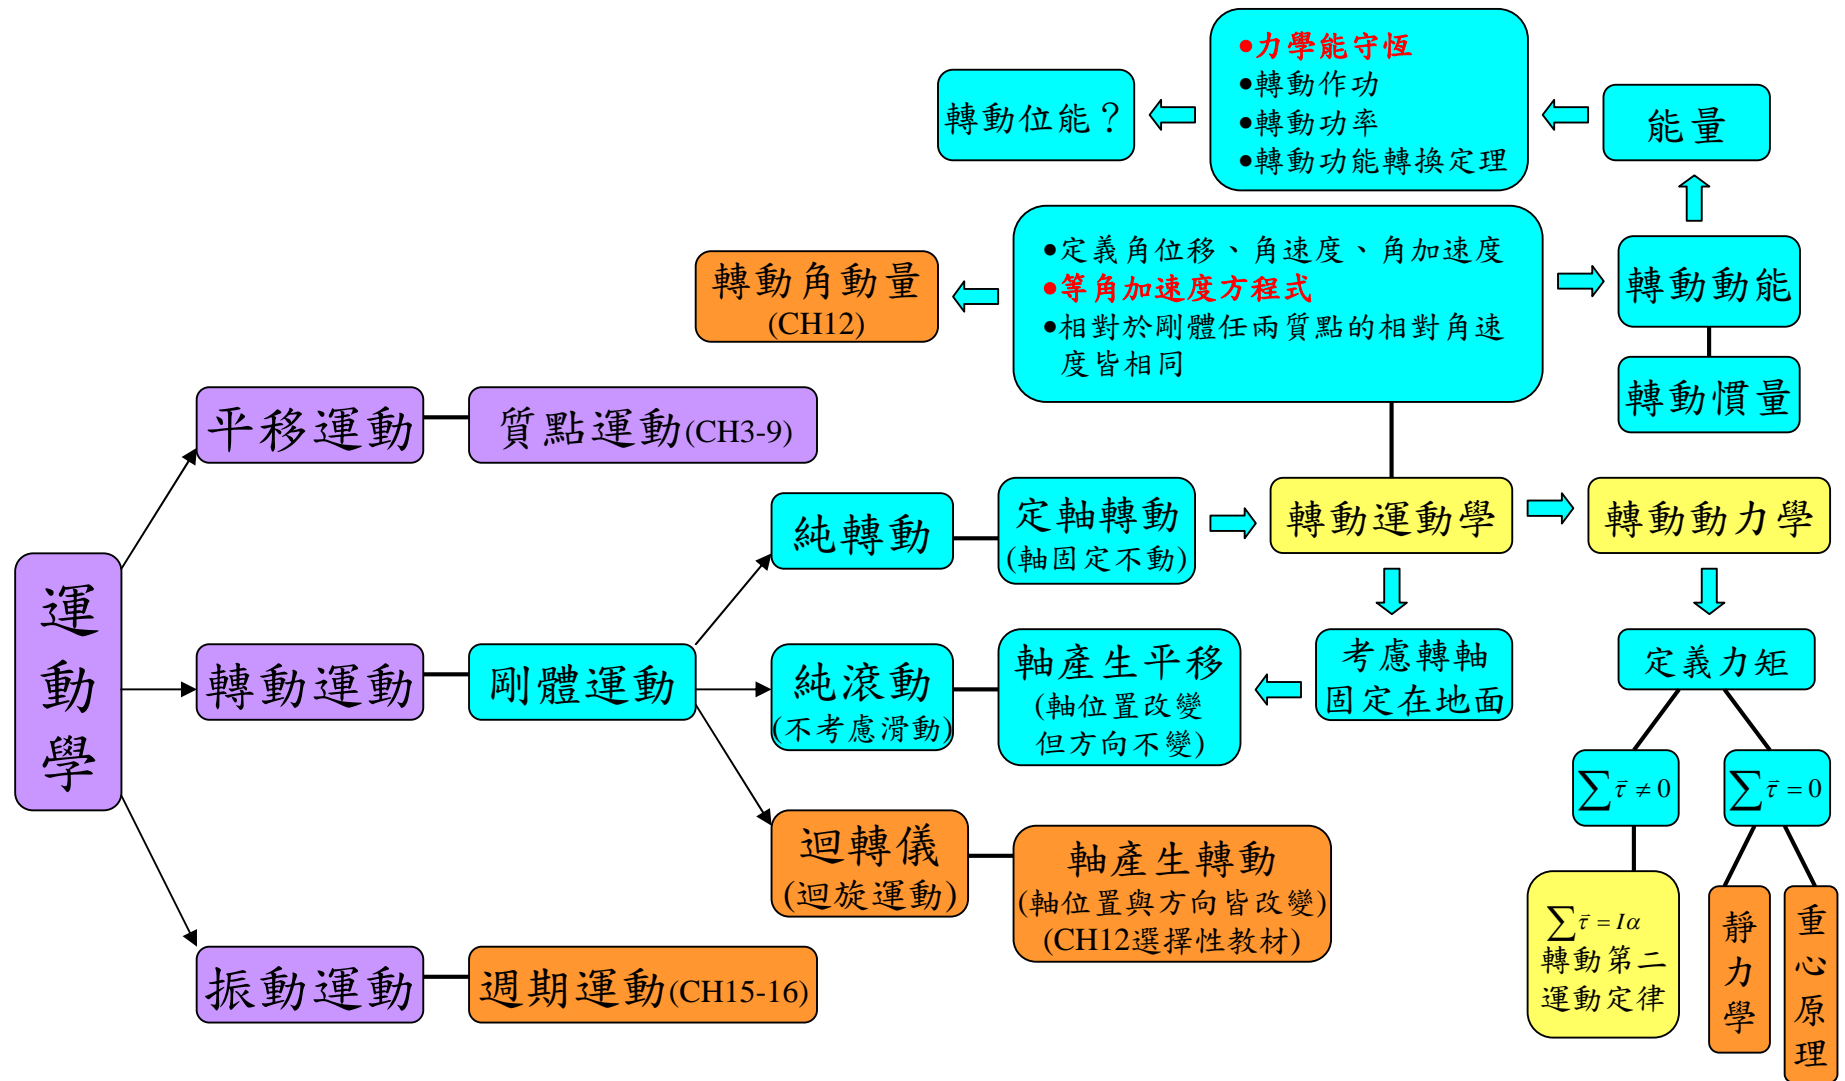 •力學能守恆
•轉動作功
•轉動功率
•轉動功能轉換定理
轉動位能？
能量
•定義角位移、角速度、角加速度
•等角加速度方程式
•相對於剛體任兩質點的相對角速
度皆相同
轉動角動量
(CH12)
轉動動能
轉動慣量
平移運動
質點運動(CH3-9)
純轉動
定軸轉動
(軸固定不動)
轉動運動學
轉動動力學
運
動
學
轉動運動
剛體運動
純滾動
(不考慮滑動)
軸產生平移
(軸位置改變
但方向不變)
考慮轉軸
固定在地面
定義力矩
∑τ̄ ≠ 0
∑τ̄ = 0
迴轉儀
(迴旋運動)
軸產生轉動
(軸位置與方向皆改變)
(CH12選擇性教材)
∑τ̄ = Iα
轉動第二
運動定律
靜
力
學
重
心
原
理
振動運動
週期運動(CH15-16)